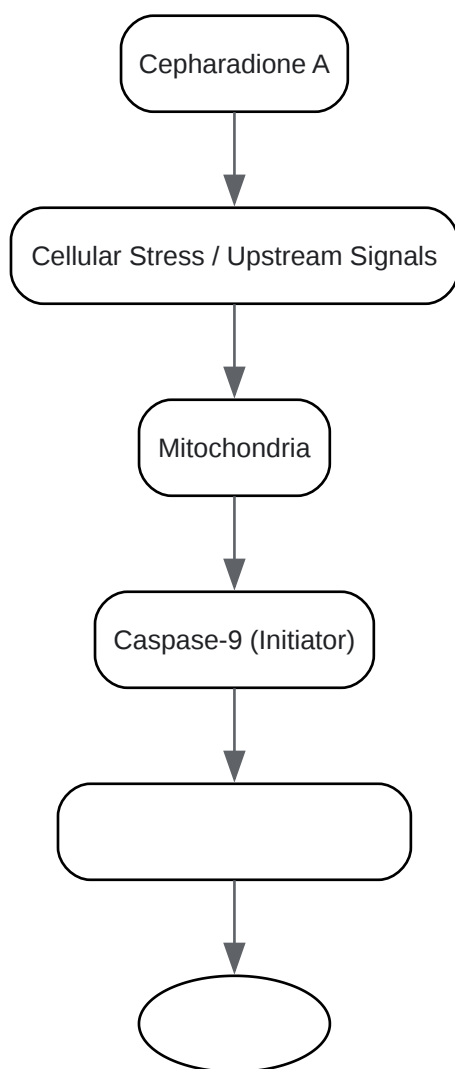 Cepharadione A
Cellular Stress / Upstream Signals
Mitochondria
Caspase-9 (Initiator)